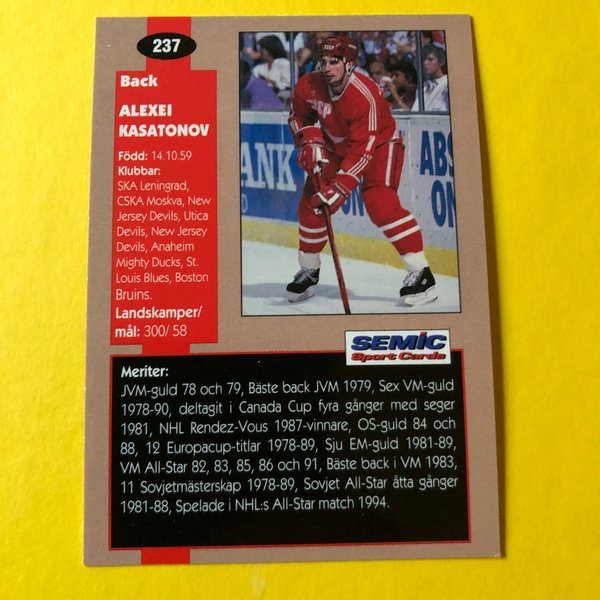 237
Back
ALEXEI
KASATONOV
Född: 14.10.59
Klubbar:
SKA Leningrad,
CSKA Moskva, New
Jersey Devils, Utica
Devils, New Jersey
Devils, Anaheim
Mighty Ducks, St.
Louis Blues, Boston
Bruins.
Landskamper/
mål: 300/ 58
ANK
ABS
ON
SEMIC
Sport Cards
Meriter:
JVM-guld 78 och 79, Bäste back JVM 1979, Sex VM-guld
1978-90, deltagit i Canada Cup fyra gånger med seger
1981, NHL Rendez-Vous 1987-vinnare, OS-guld 84 och
88, 12 Europacup-titlar 1978-89, Sju EM-guld 1981-89,
VM All-Star 82, 83, 85, 86 och 91, Bäste back i VM 1983,
11 Sovjetmästerskap 1978-89, Sovjet All-Star åtta gånger
1981-88, Spelade i NHL:s All-Star match 1994.